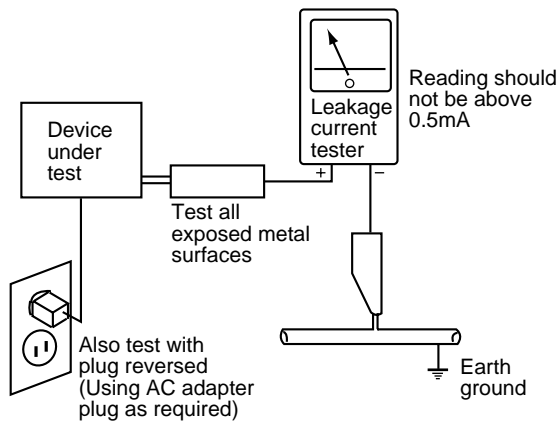 Leakage
current
tester
+ −
Reading should
not be above
0.5mA
Device
under
test
Test all
exposed metal
surfaces
Also test with
plug reversed
(Using AC adapter
plug as required)
Earth
ground